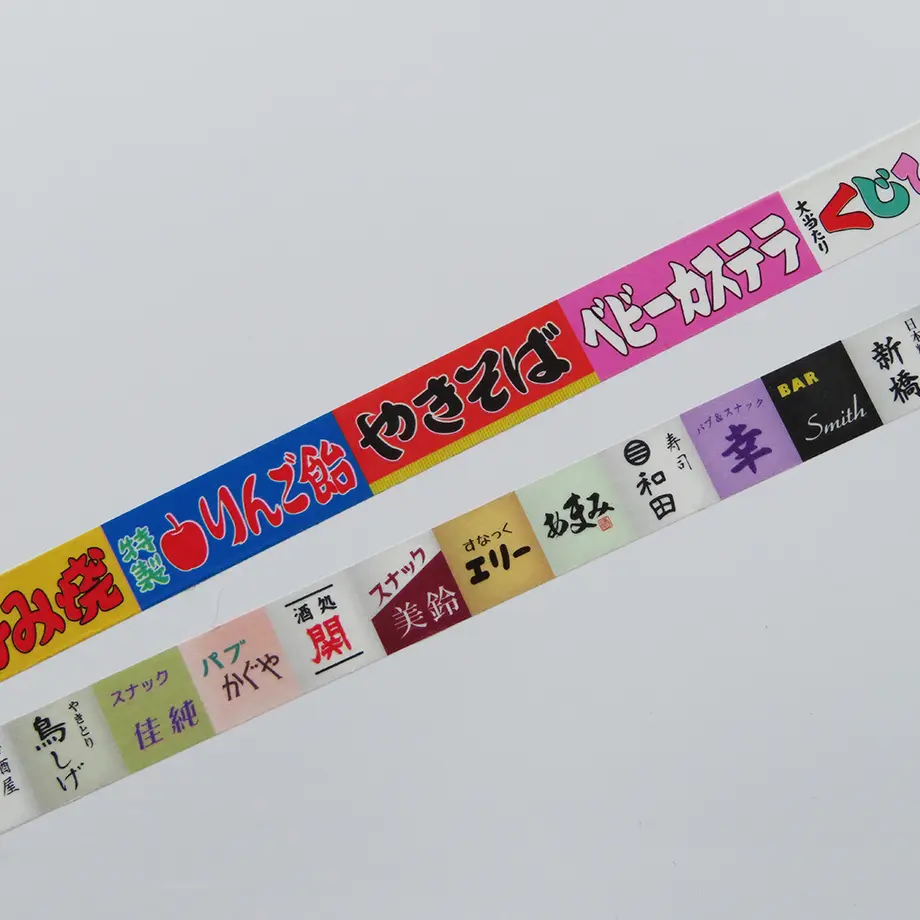 み焼
特製
りんご飴
やきそば
ベビーカステラ
大当たり
くじ
酒屋
やきとり
鳥しげ
スナック
佳純
パブ
かぐや
酒処
関
スナック
美鈴
すなっく
エリー
あまみ
寿司
和田
パブ&スナック
幸
BAR
Smith
新橋